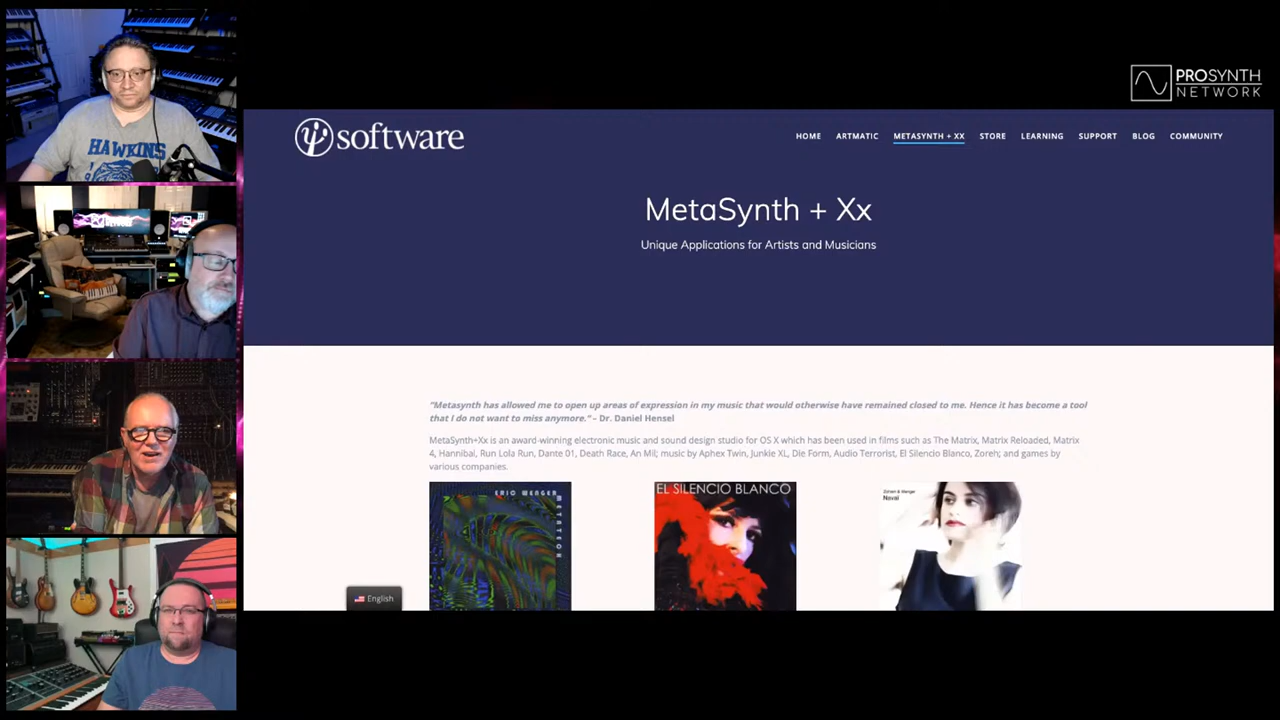 HAWKINS
PROSYNTH
NETWORK
software
HOME ARTMATIC METASYNTH + XX STORE LEARNING SUPPORT BLOG COMMUNITY
MetaSynth + Xx
Unique Applications for Artists and Musicians
"Metasynth has allowed me to open up areas of expression in my music that would otherwise have remained closed to me. Hence it has become a tool
that I do not want to miss anymore." – Dr. Daniel Hensel
MetaSynth+Xx is an award-winning electronic music and sound design studio for OS X which has been used in films such as The Matrix, Matrix Reloaded, Matrix
4, Hannibal, Run Lola Run, Dante 01, Death Race, An Mil; music by Aphex Twin, Junkie XL, Die Form, Audio Terrorist, El Silencio Blanco, Zoreh; and games by
various companies.
ERIC WENGER
METATECH
EL SILENCIO BLANCO
Naval
English